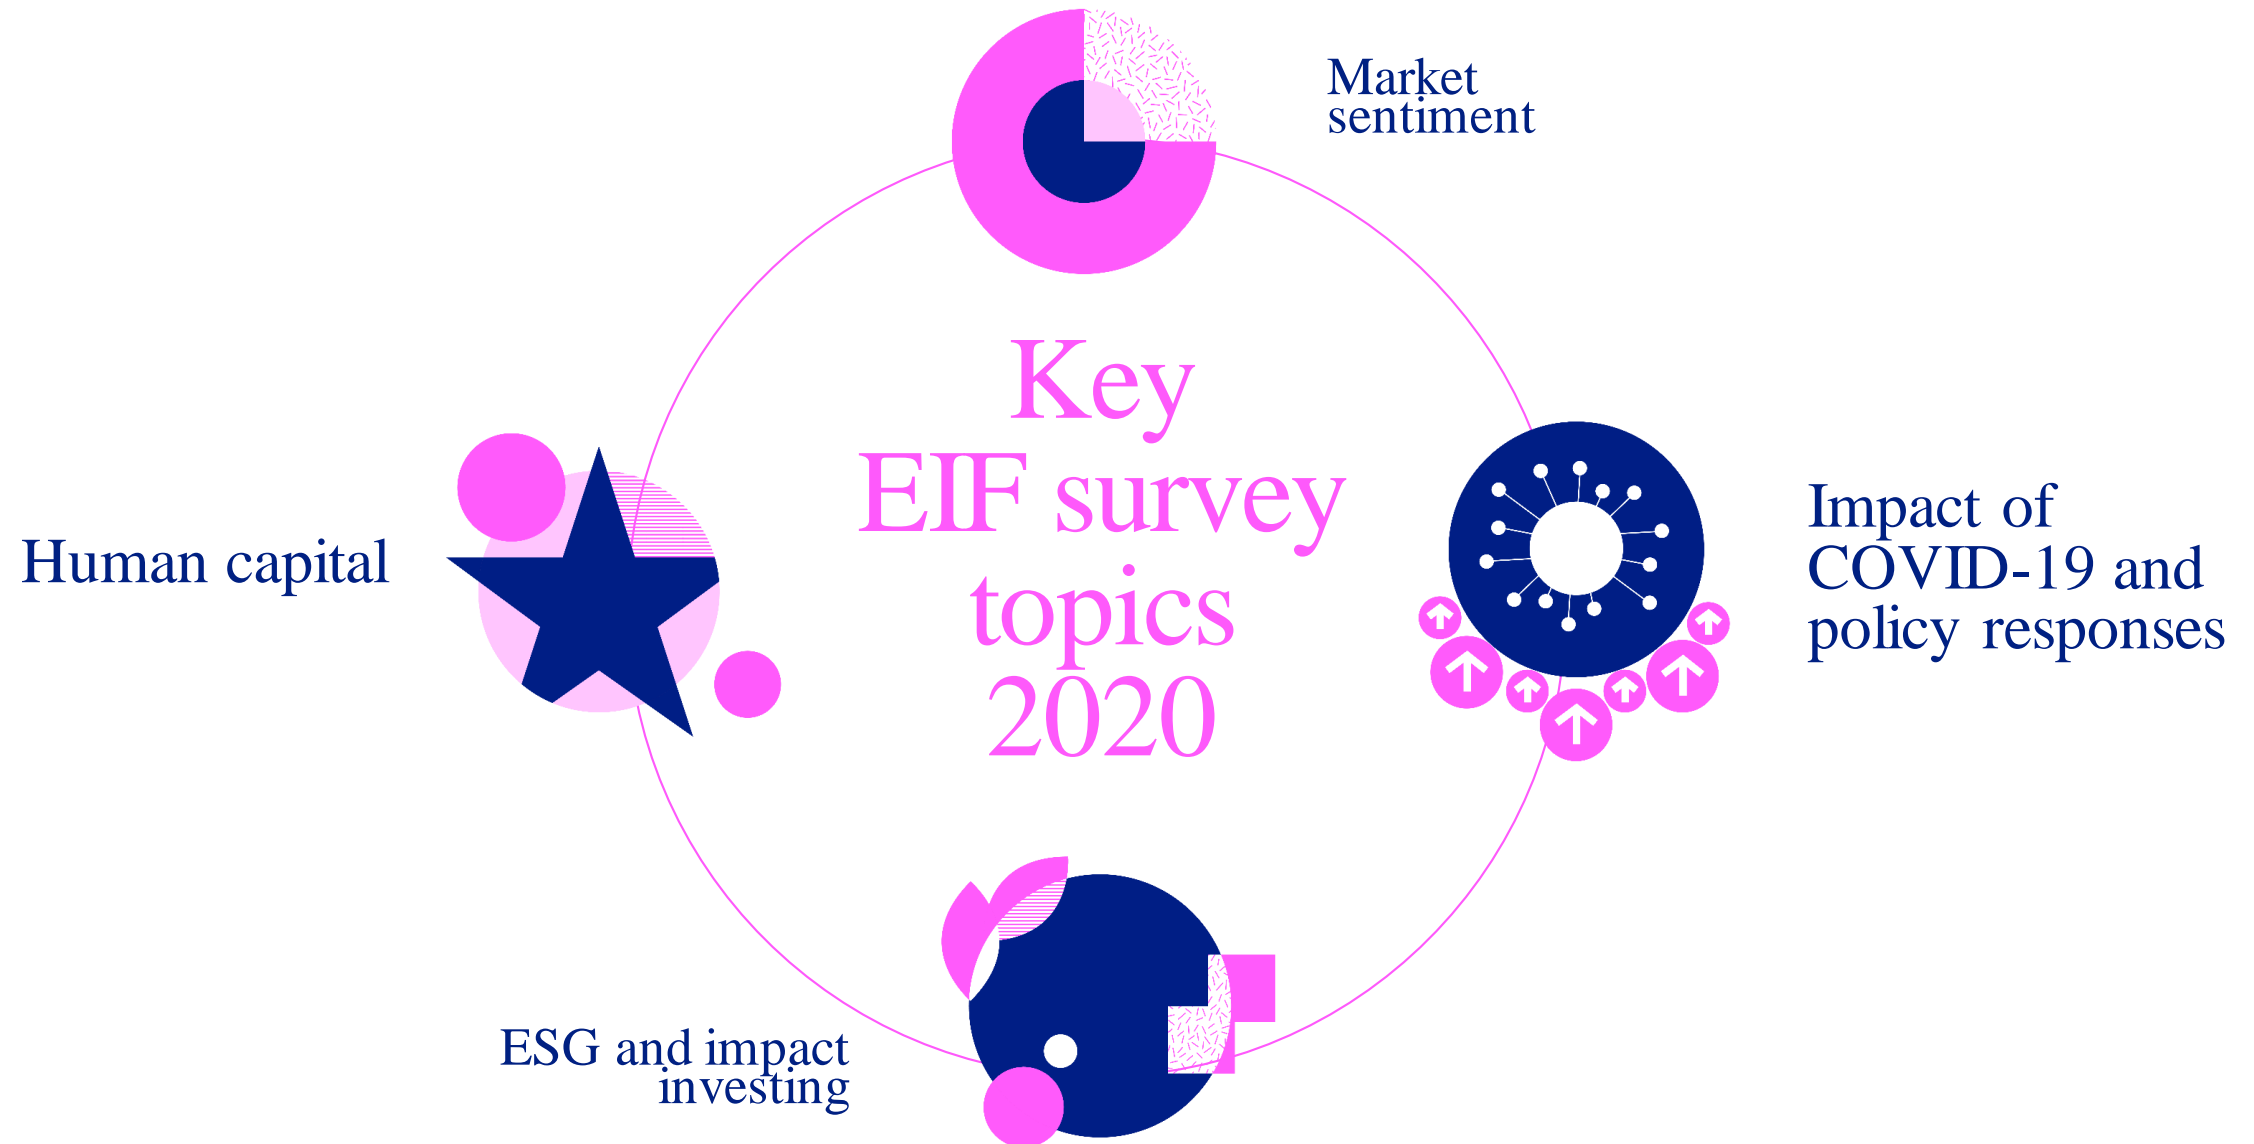 Market
sentiment
Key
EIF survey
topics
2020
Impact of
COVID-19 and
policy responses
Human capital
ESG and impact
investing